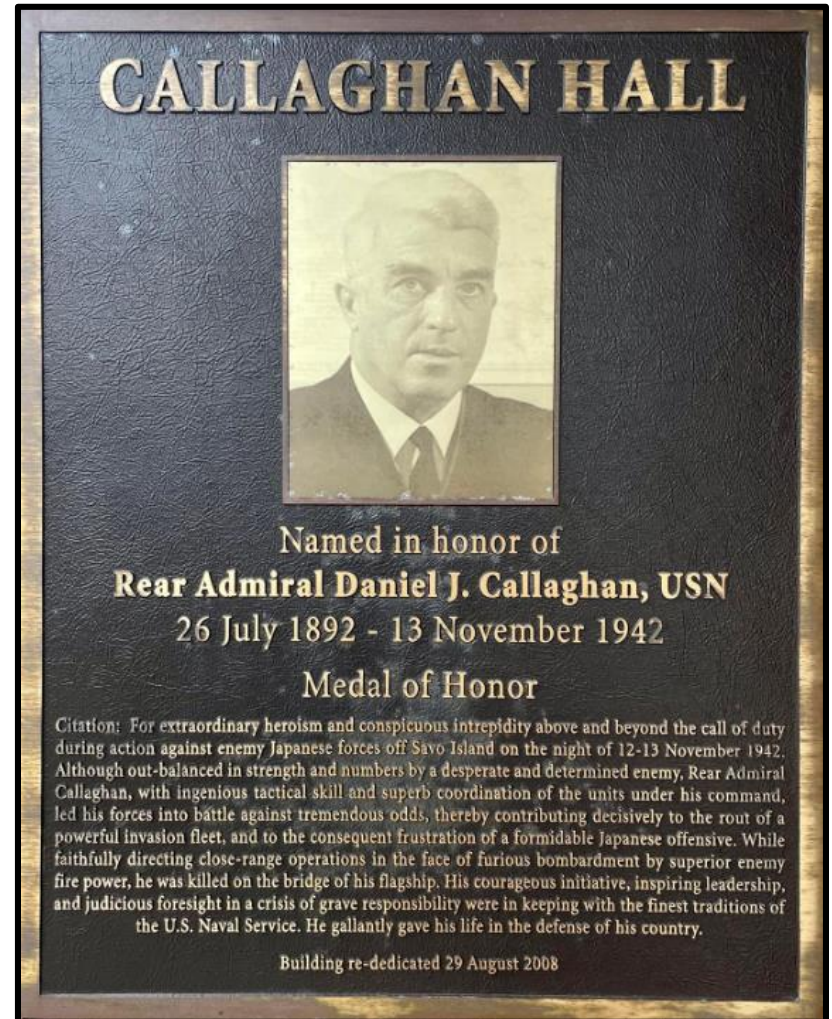 CALLAGHAN HALL
Named in honor of
Rear Admiral Daniel J. Callaghan, USN
26 July 1892 - 13 November 1942
Medal of Honor
Citation: For extraordinary heroism and conspicuous intrepidity above and beyond the call of duty
during action against enemy Japanese forces off Savo Island on the night of 12-13 November 1942.
Although out-balanced in strength and numbers by a desperate and determined enemy, Rear Admiral
Callaghan, with ingenious tactical skill and superb coordination of the units under his command,
led his forces into battle against tremendous odds, thereby contributing decisively to the rout of a
powerful invasion fleet, and to the consequent frustration of a formidable Japanese offensive. While
faithfully directing close-range operations in the face of furious bombardment by superior enemy
fire power, he was killed on the bridge of his flagship. His courageous initiative, inspiring leadership,
and judicious foresight in a crisis of grave responsibility were in keeping with the finest traditions of
the U.S. Naval Service. He gallantly gave his life in the defense of his country.
Building re-dedicated 29 August 2008